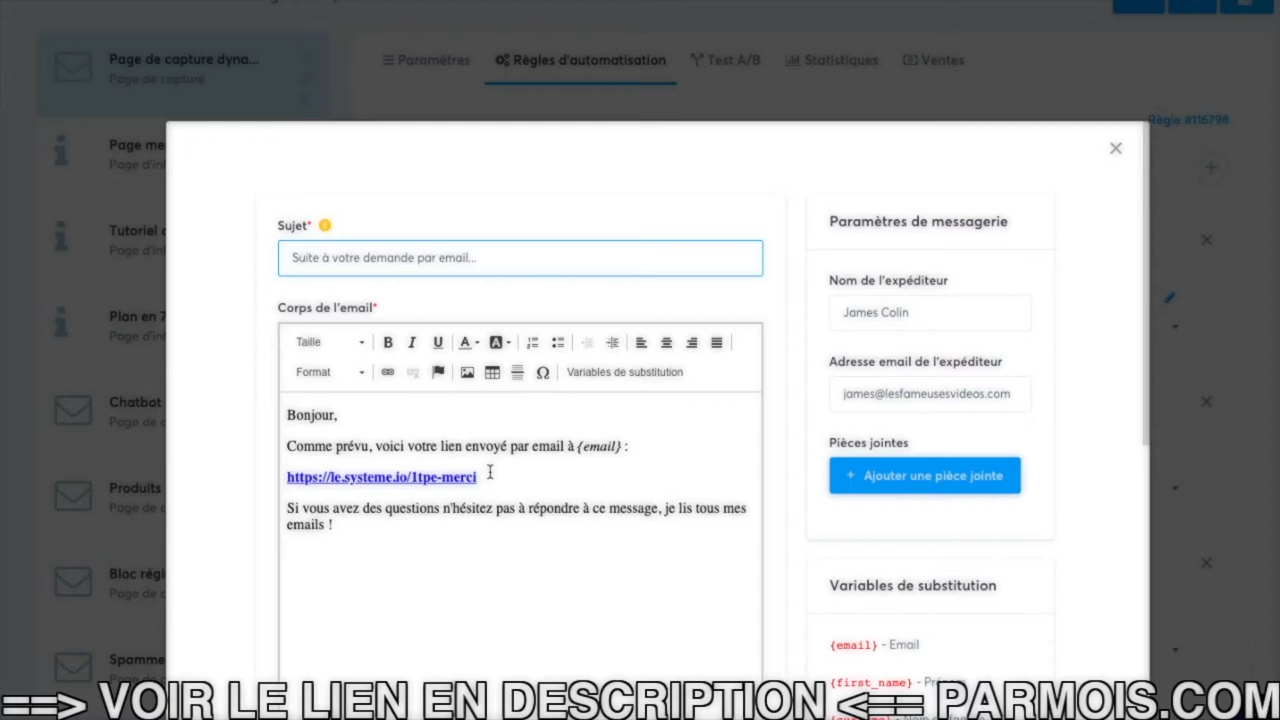 Page de capture dyna...
Page de capture
Paramètres
Règles d'automatisation
Test A/B
Statistiques
Ventes
Règle #116798
Page me
Page d'inf
Tutoriel
Page d'inf
Plan en 7
Page d'inf
Chatbot
Page de c
Produits
Page de c
Bloc régi
Page de c
Spamme
Sujet*
Suite à votre demande par email...
Corps de l'email*
Taille
B I U A A
Format
Ω
Variables de substitution
Bonjour,
Comme prévu, voici votre lien envoyé par email à {email} :
https://le.systeme.io/1tpe-merci
Si vous avez des questions n'hésitez pas à répondre à ce message, je lis tous mes
emails !
×
Paramètres de messagerie
Nom de l'expéditeur
James Colin
Adresse email de l'expéditeur
james@lesfameusesvideos.com
Pièces jointes
+ Ajouter une pièce jointe
Variables de substitution
{email} - Email
{first_name} - Prénom
==> VOIR LE LIEN EN DESCRIPTION <== PARMOIS.COM